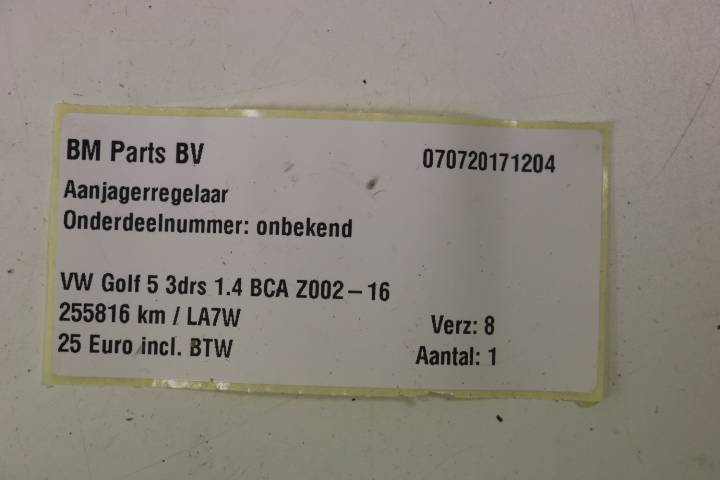 BM Parts BV 070720171204
Aanjagerregelaar
Onderdeelnummer: onbekend
VW Golf 5 3drs 1.4 BCA Z002-16
255816 km / LA7W Verz: 8
25 Euro incl. BTW Aantal: 1